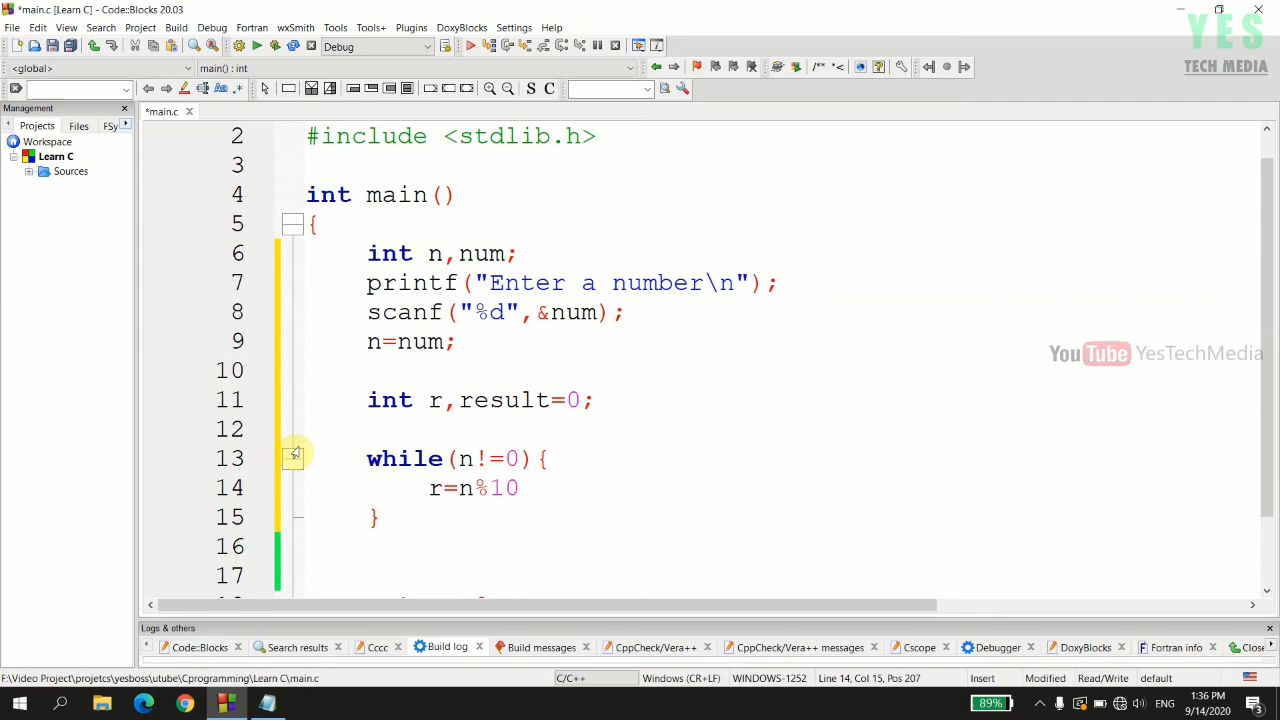 *main.c [Learn C] - Code::Blocks 20.03
File Edit View Search Project Build Debug Fortran wxSmith Tools Tools+ Plugins DoxyBlocks Settings Help
YES
TECH MEDIA
Debug
<global> main() : int
S C
Management
*main.c
Projects Files FSy
Workspace
Learn C
Sources
2 #include <stdlib.h>
3
4 int main()
5 {
6 int n,num;
7 printf("Enter a number\n");
8 scanf("%d",&num);
9 n=num;
10
11 int r,result=0;
12
13 while(n!=0){
14 r=n%10
15 }
16
17
YouTube YesTechMedia
Logs & others
Code::Blocks Search results Cccc Build log Build messages CppCheck/Vera++ CppCheck/Vera++ messages Cscope Debugger DoxyBlocks Fortran info Close
F:\Video Project\projetcs\yesboss\utube\Cprogramming\Learn C\main.c C/C++ Windows (CR+LF) WINDOWS-1252 Line 14, Col 15, Pos 207 Insert Modified Read/Write default
89% ENG 1:36 PM
9/14/2020 3